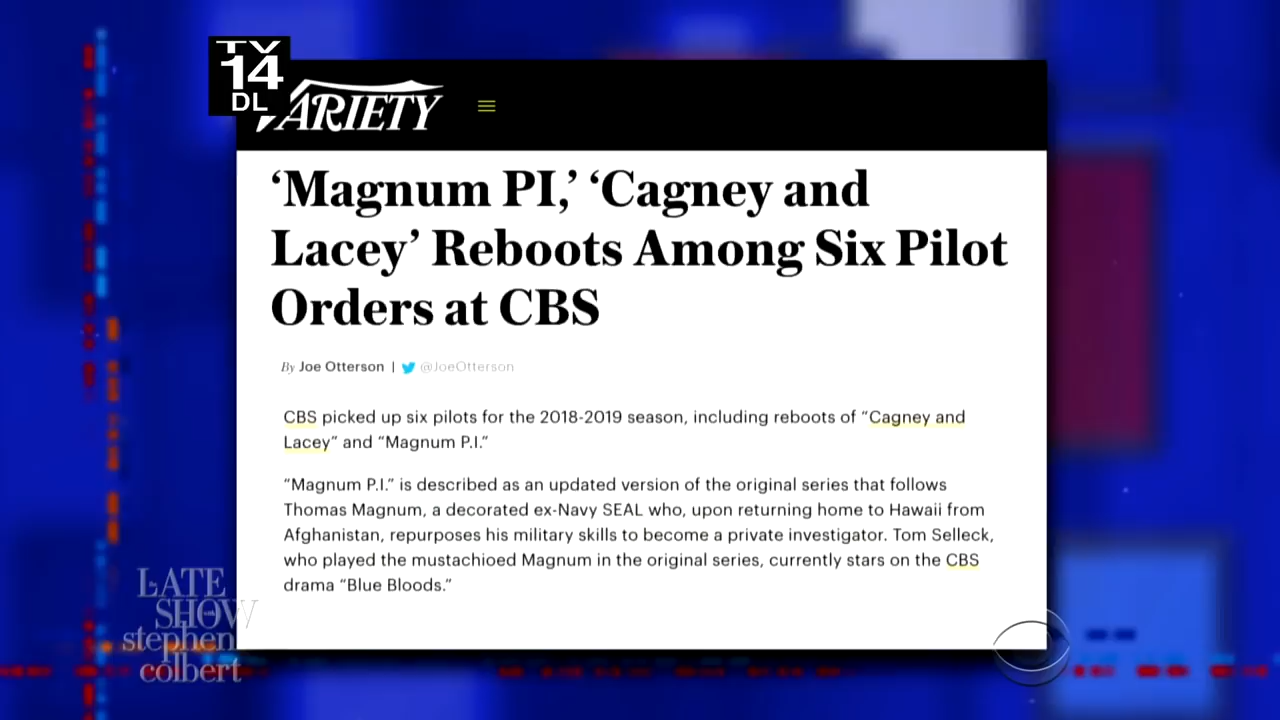 TV
14
DL
VARIETY
‘Magnum PI,’ ‘Cagney and
Lacey’ Reboots Among Six Pilot
Orders at CBS
By Joe Otterson | @JoeOtterson
CBS picked up six pilots for the 2018-2019 season, including reboots of “Cagney and
Lacey” and “Magnum P.I.”
“Magnum P.I.” is described as an updated version of the original series that follows
Thomas Magnum, a decorated ex-Navy SEAL who, upon returning home to Hawaii from
Afghanistan, repurposes his military skills to become a private investigator. Tom Selleck,
who played the mustachioed Magnum in the original series, currently stars on the CBS
drama “Blue Bloods.”
the LATE
SHOW with
stephen
colbert